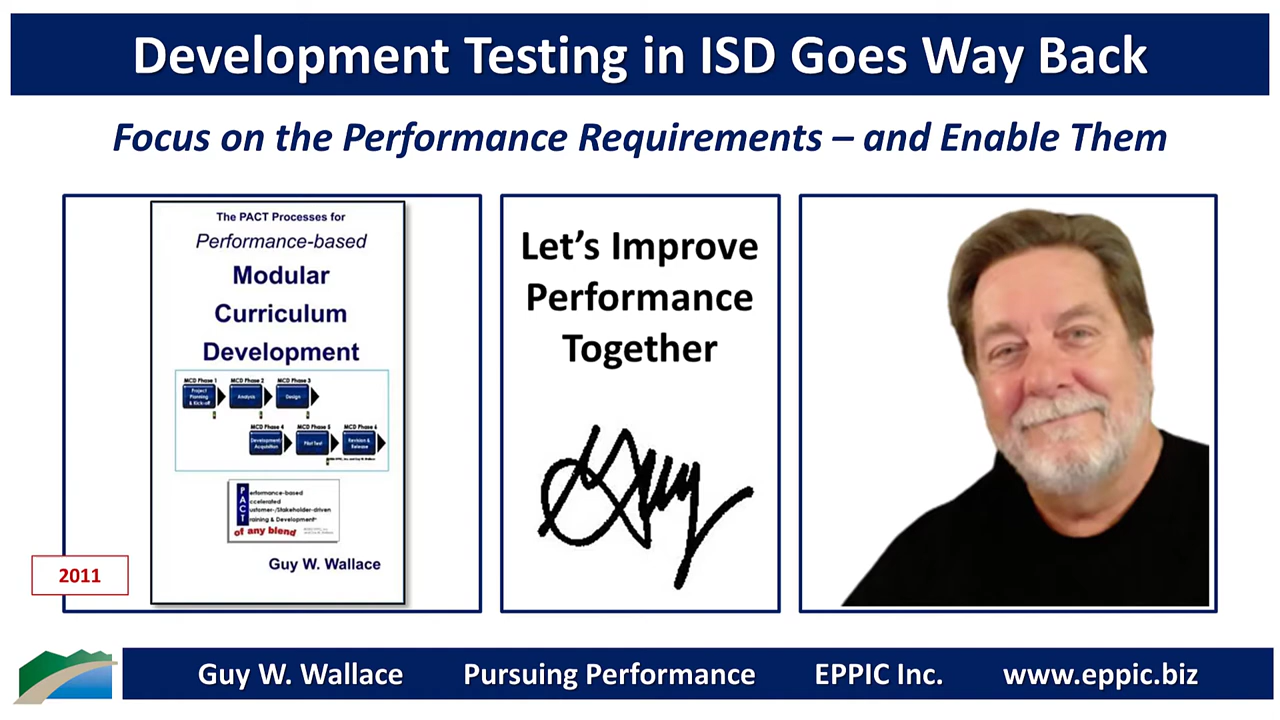 Development Testing in ISD Goes Way Back
Focus on the Performance Requirements – and Enable Them
The PACT Processes for
Performance-based
Modular
Curriculum
Development
MCD Phase 1
MCD Phase 2
MCD Phase 3
Project
Planning
& Kick-off
Analysis
Design
MCD Phase 4
MCD Phase 5
MCD Phase 6
Development/
Acquisition
Pilot Test
Revision &
Release
Performance-based
Accelerated
Customer-/Stakeholder-driven
Training & Development
of any blend
Guy W. Wallace
2011
Let’s Improve
Performance
Together
Guy
Guy W. Wallace Pursuing Performance EPPIC Inc. www.eppic.biz